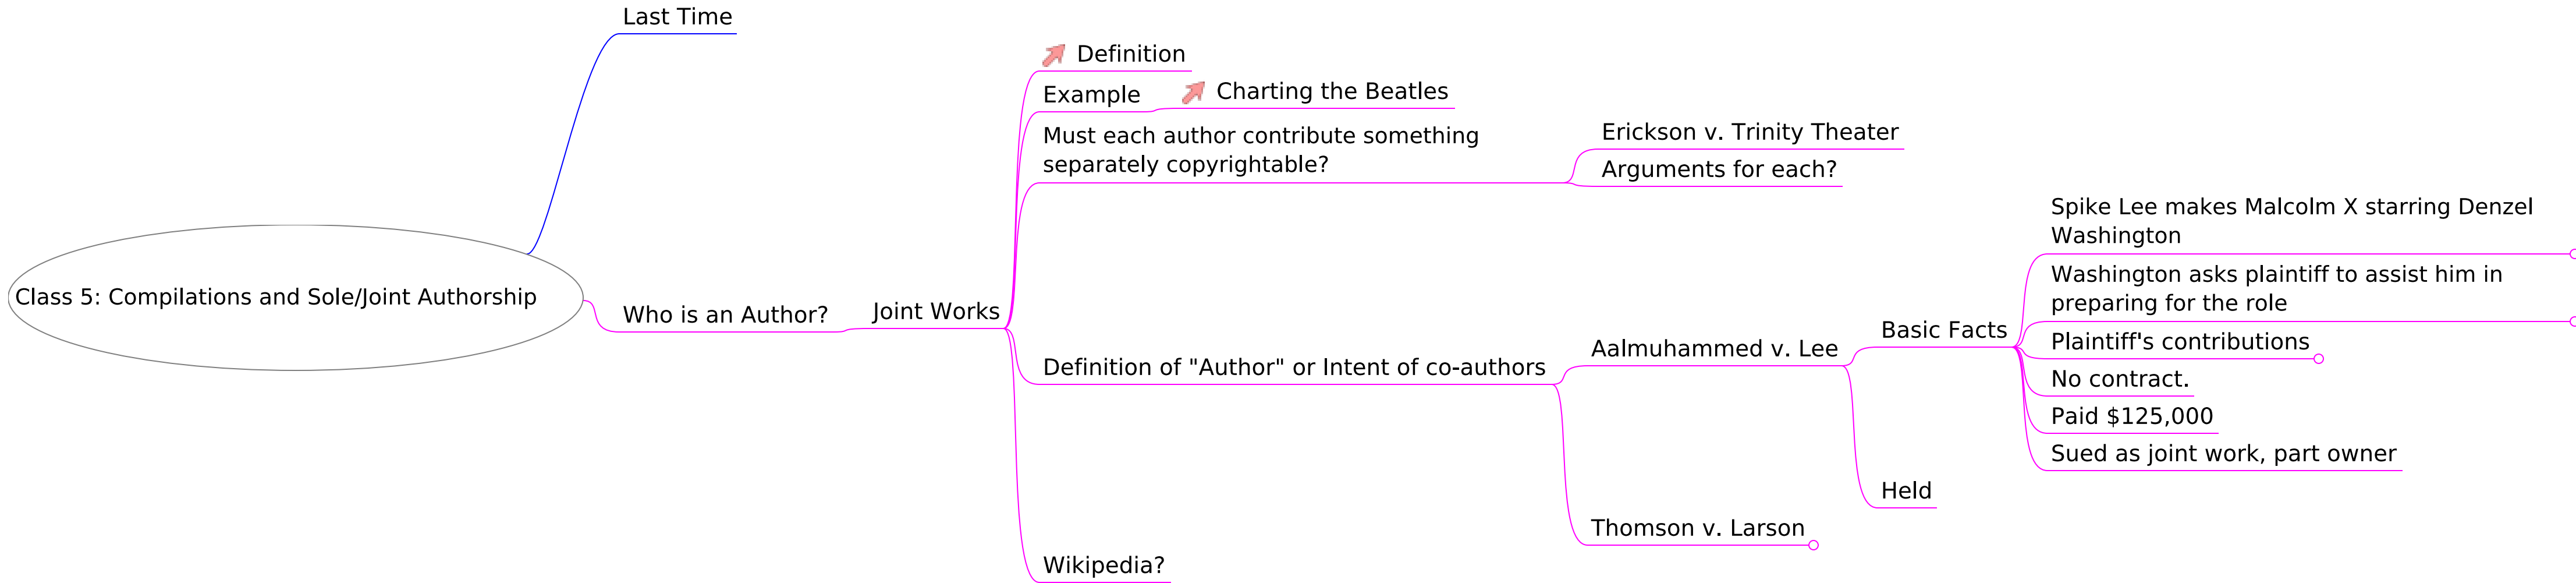 Last Time
Definition
Example
Charting the Beatles
Must each author contribute something
separately copyrightable?
Erickson v. Trinity Theater
Arguments for each?
Spike Lee makes Malcolm X starring Denzel
Washington
Washington asks plaintiff to assist him in
preparing for the role
Class 5: Compilations and Sole/Joint Authorship
Who is an Author?
Joint Works
Basic Facts
Plaintiff's contributions
Definition of "Author" or Intent of co-authors
Aalmuhammed v. Lee
No contract.
Paid $125,000
Sued as joint work, part owner
Held
Thomson v. Larson
Wikipedia?